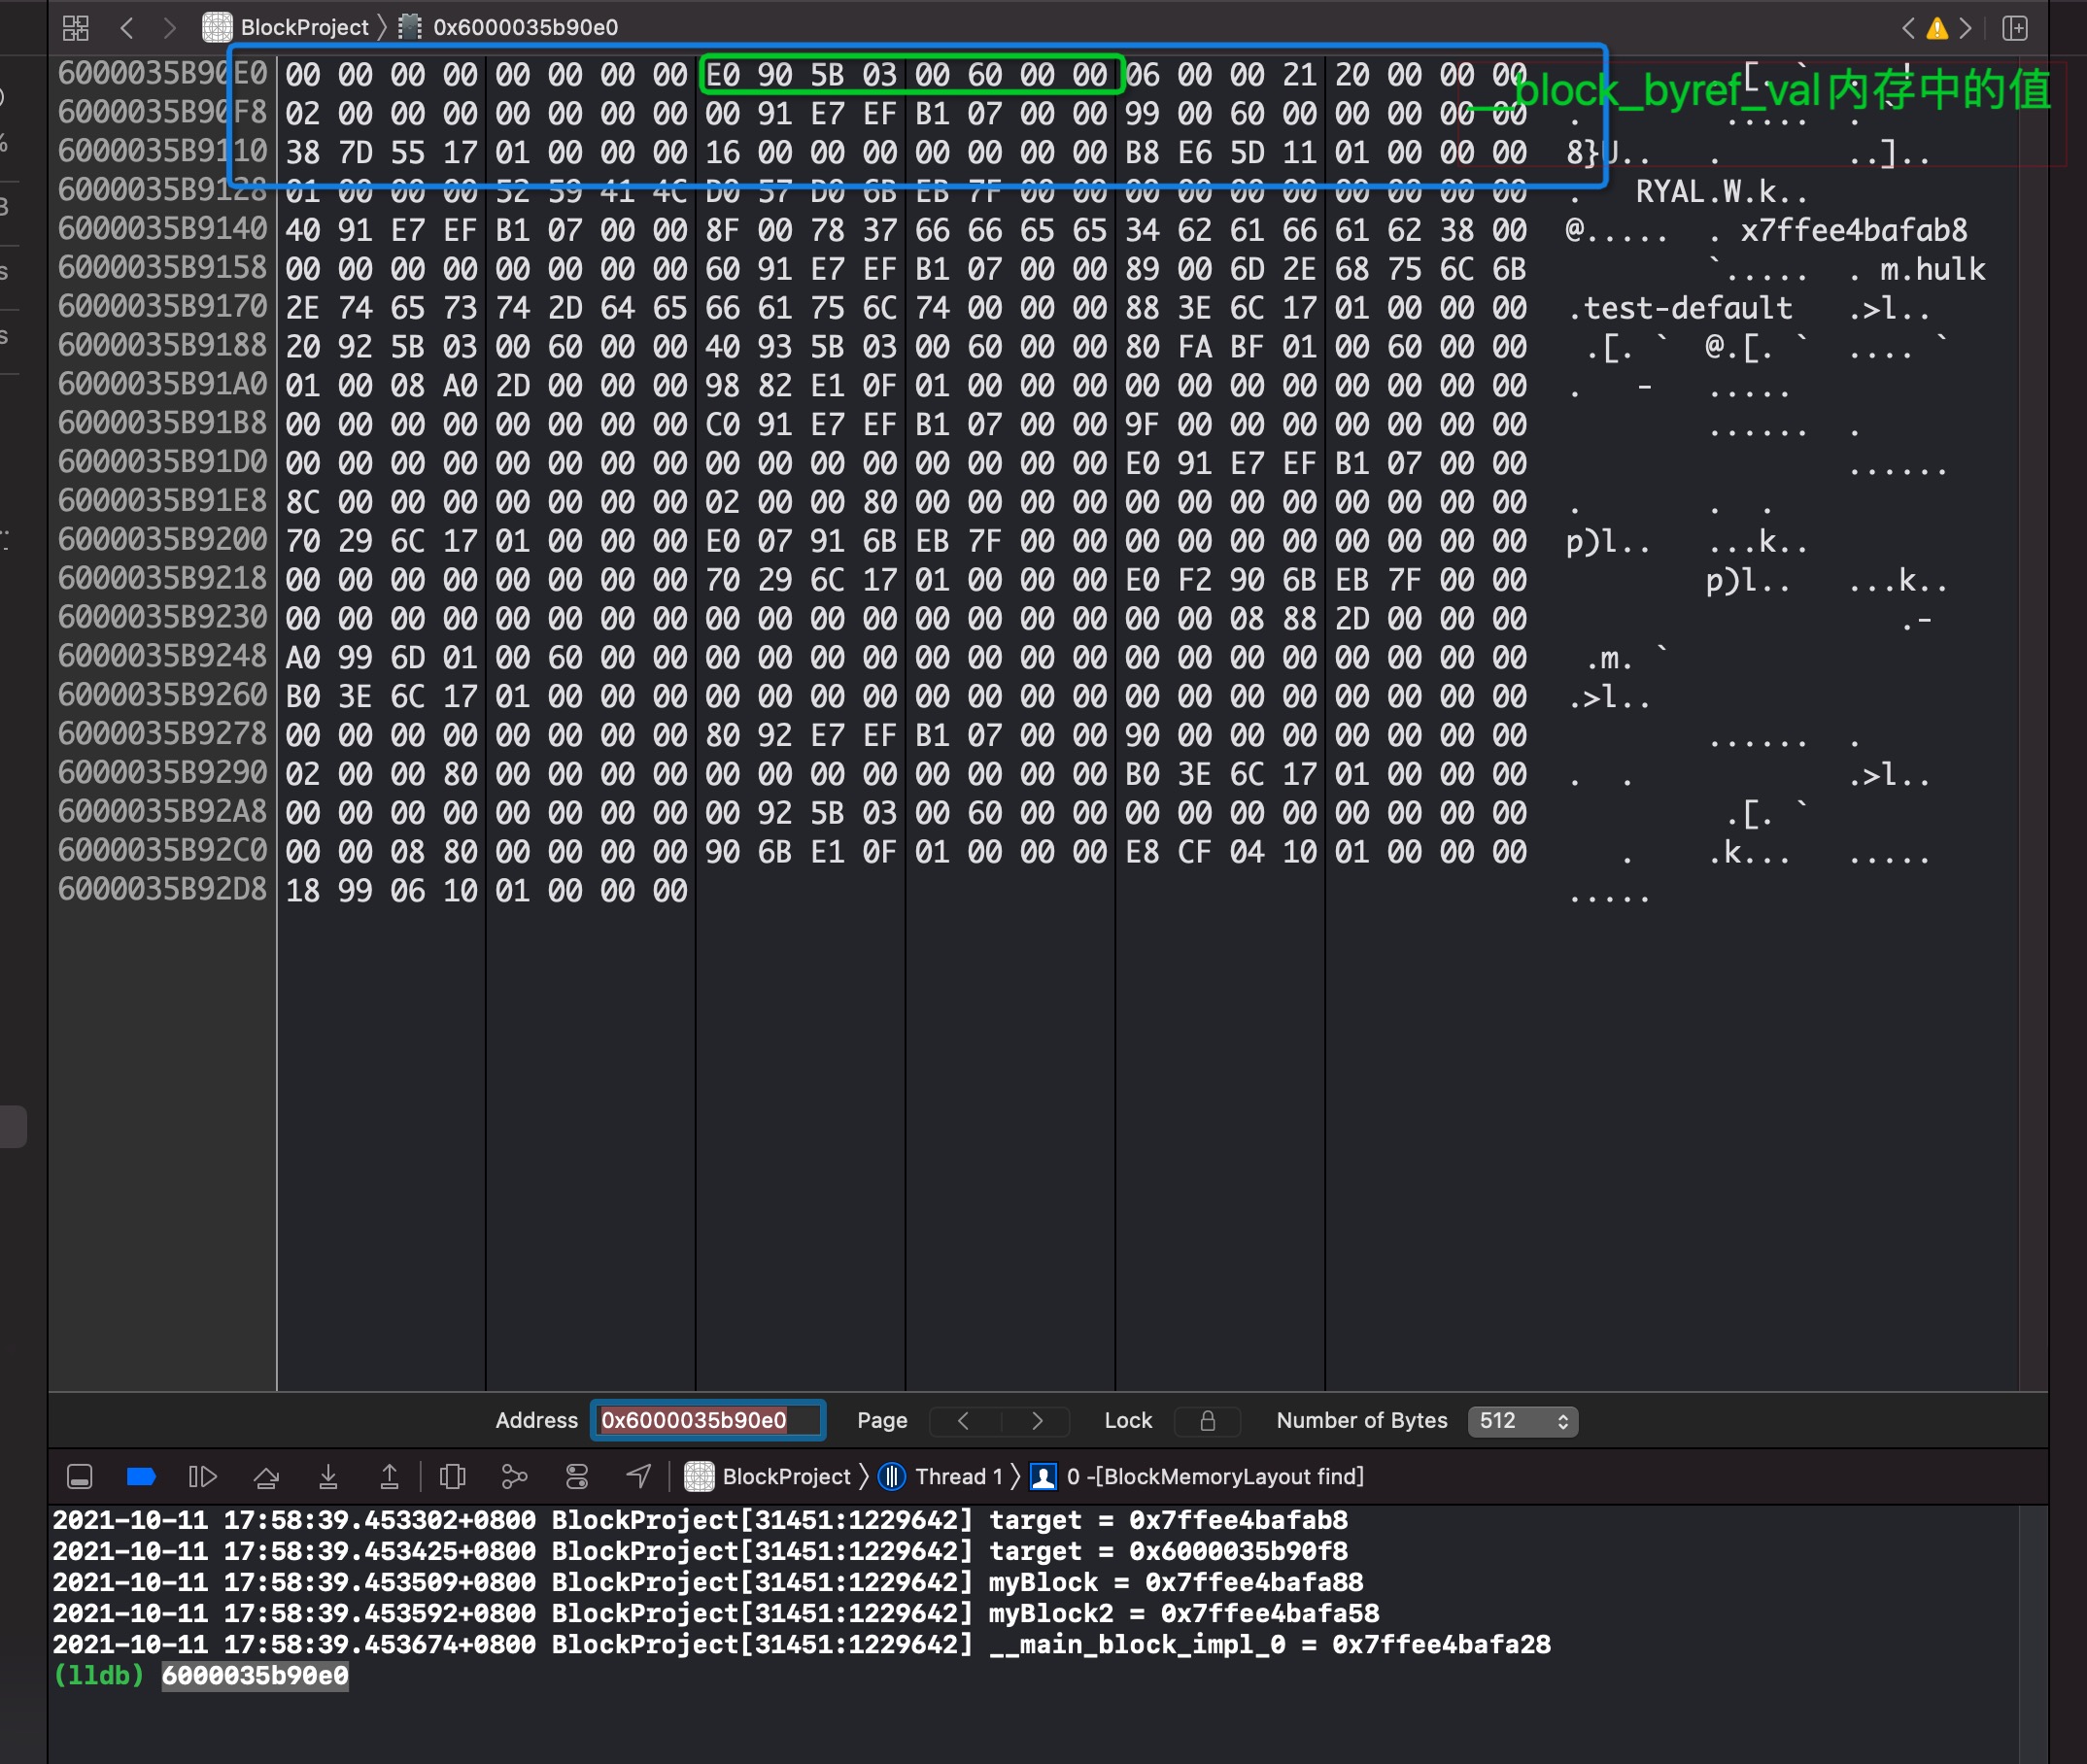 BlockProject 〉 0x6000035b90e0
6000035B90E0 00 00 00 00 00 00 00 00 E0 90 5B 03 00 60 00 00 06 00 00 21 20 00 00 00 .[.` . !
__block_byref_val内存中的值
6000035B90F8 02 00 00 00 00 00 00 00 00 91 E7 EF B1 07 00 00 99 00 60 00 00 00 00 00 . ..... . `
6000035B9110 38 7D 55 17 01 00 00 00 16 00 00 00 00 00 00 00 B8 E6 5D 11 01 00 00 00 8}U.. . ..]..
6000035B9128 01 00 00 00 52 59 41 4C D0 57 D0 6B EB 7F 00 00 00 00 00 00 00 00 00 00 . RYAL.W.k..
6000035B9140 40 91 E7 EF B1 07 00 00 8F 00 78 37 66 66 65 65 34 62 61 66 61 62 38 00 @..... . x7ffee4bafab8
6000035B9158 00 00 00 00 00 00 00 00 60 91 E7 EF B1 07 00 00 89 00 6D 2E 68 75 6C 6B `..... . m.hulk
6000035B9170 2E 74 65 73 74 2D 64 65 66 61 75 6C 74 00 00 00 88 3E 6C 17 01 00 00 00 .test-default .>l..
6000035B9188 20 92 5B 03 00 60 00 00 40 93 5B 03 00 60 00 00 80 FA BF 01 00 60 00 00 .[. ` @.[. ` .... `
6000035B91A0 01 00 08 A0 2D 00 00 00 98 82 E1 0F 01 00 00 00 00 00 00 00 00 00 00 00 . - .....
6000035B91B8 00 00 00 00 00 00 00 00 C0 91 E7 EF B1 07 00 00 9F 00 00 00 00 00 00 00 ...... .
6000035B91D0 00 00 00 00 00 00 00 00 00 00 00 00 00 00 00 00 E0 91 E7 EF B1 07 00 00 ......
6000035B91E8 8C 00 00 00 00 00 00 00 02 00 00 80 00 00 00 00 00 00 00 00 00 00 00 00 . . .
6000035B9200 70 29 6C 17 01 00 00 00 E0 07 91 6B EB 7F 00 00 00 00 00 00 00 00 00 00 p)l.. ...k..
6000035B9218 00 00 00 00 00 00 00 00 70 29 6C 17 01 00 00 00 E0 F2 90 6B EB 7F 00 00 p)l.. ...k..
6000035B9230 00 00 00 00 00 00 00 00 00 00 00 00 00 00 00 00 00 00 08 88 2D 00 00 00 .-
6000035B9248 A0 99 6D 01 00 60 00 00 00 00 00 00 00 00 00 00 00 00 00 00 00 00 00 00 .m. `
6000035B9260 B0 3E 6C 17 01 00 00 00 00 00 00 00 00 00 00 00 00 00 00 00 00 00 00 00 .>l..
6000035B9278 00 00 00 00 00 00 00 00 80 92 E7 EF B1 07 00 00 90 00 00 00 00 00 00 00 ...... .
6000035B9290 02 00 00 80 00 00 00 00 00 00 00 00 00 00 00 00 B0 3E 6C 17 01 00 00 00 . . .>l..
6000035B92A8 00 00 00 00 00 00 00 00 00 92 5B 03 00 60 00 00 00 00 00 00 00 00 00 00 .[. `
6000035B92C0 00 00 08 80 00 00 00 00 90 6B E1 0F 01 00 00 00 E8 CF 04 10 01 00 00 00 . .k... .....
6000035B92D8 18 99 06 10 01 00 00 00 .....
Address 0x6000035b90e0 Page Lock Number of Bytes 512
BlockProject 〉 Thread 1 〉 0 -[BlockMemoryLayout find]
2021-10-11 17:58:39.453302+0800 BlockProject[31451:1229642] target = 0x7ffee4bafab8
2021-10-11 17:58:39.453425+0800 BlockProject[31451:1229642] target = 0x6000035b90f8
2021-10-11 17:58:39.453509+0800 BlockProject[31451:1229642] myBlock = 0x7ffee4bafa88
2021-10-11 17:58:39.453592+0800 BlockProject[31451:1229642] myBlock2 = 0x7ffee4bafa58
2021-10-11 17:58:39.453674+0800 BlockProject[31451:1229642] __main_block_impl_0 = 0x7ffee4bafa28
(lldb) 6000035b90e0